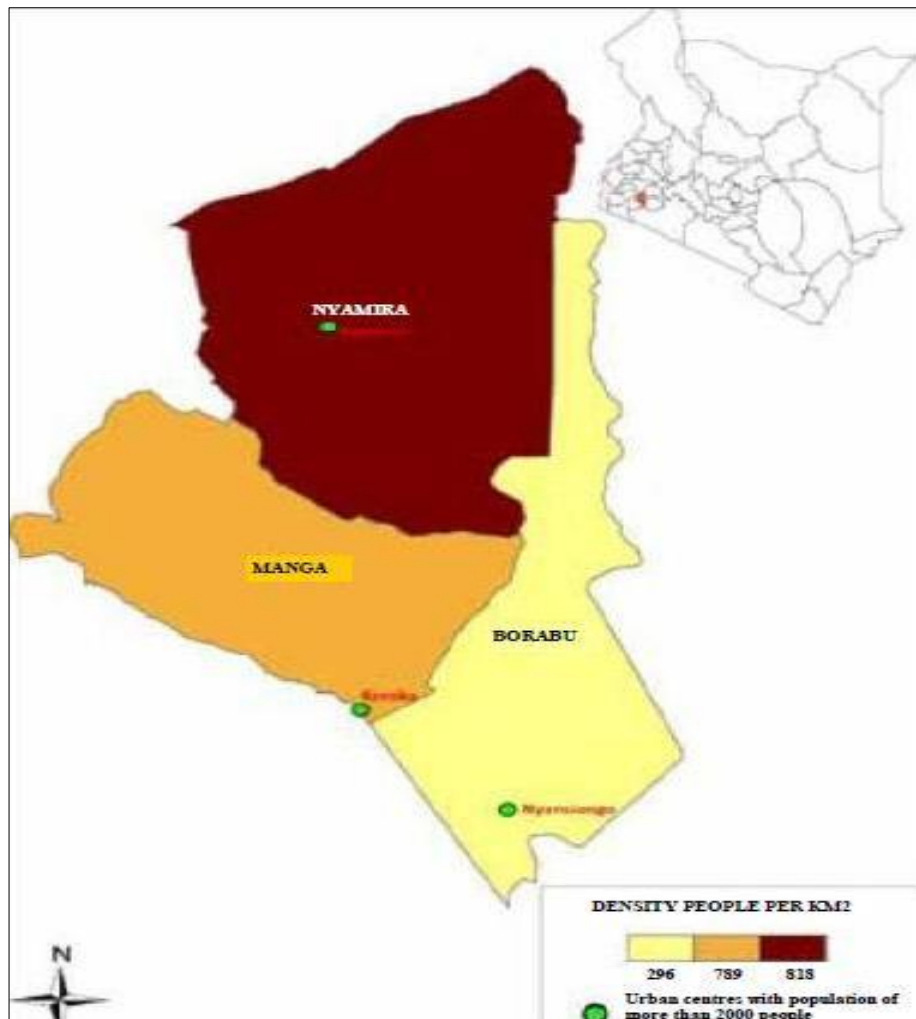 NYAMIRA
MANGA
BORABU
Keroka
Nyansiongo
N
DENSITY PEOPLE PER KM2
296 789 818
Urban centres with population of
more than 2000 people